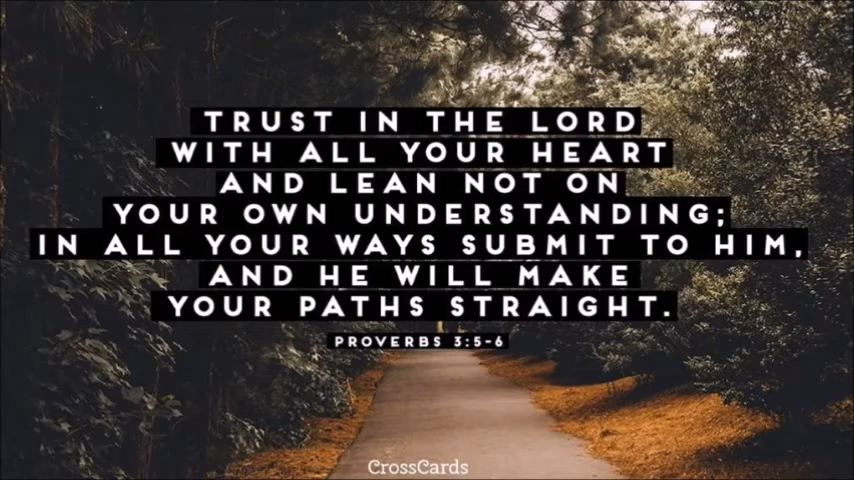 TRUST IN THE LORD
WITH ALL YOUR HEART
AND LEAN NOT ON
YOUR OWN UNDERSTANDING;
IN ALL YOUR WAYS SUBMIT TO HIM,
AND HE WILL MAKE
YOUR PATHS STRAIGHT.
PROVERBS 3:5-6
CrossCards